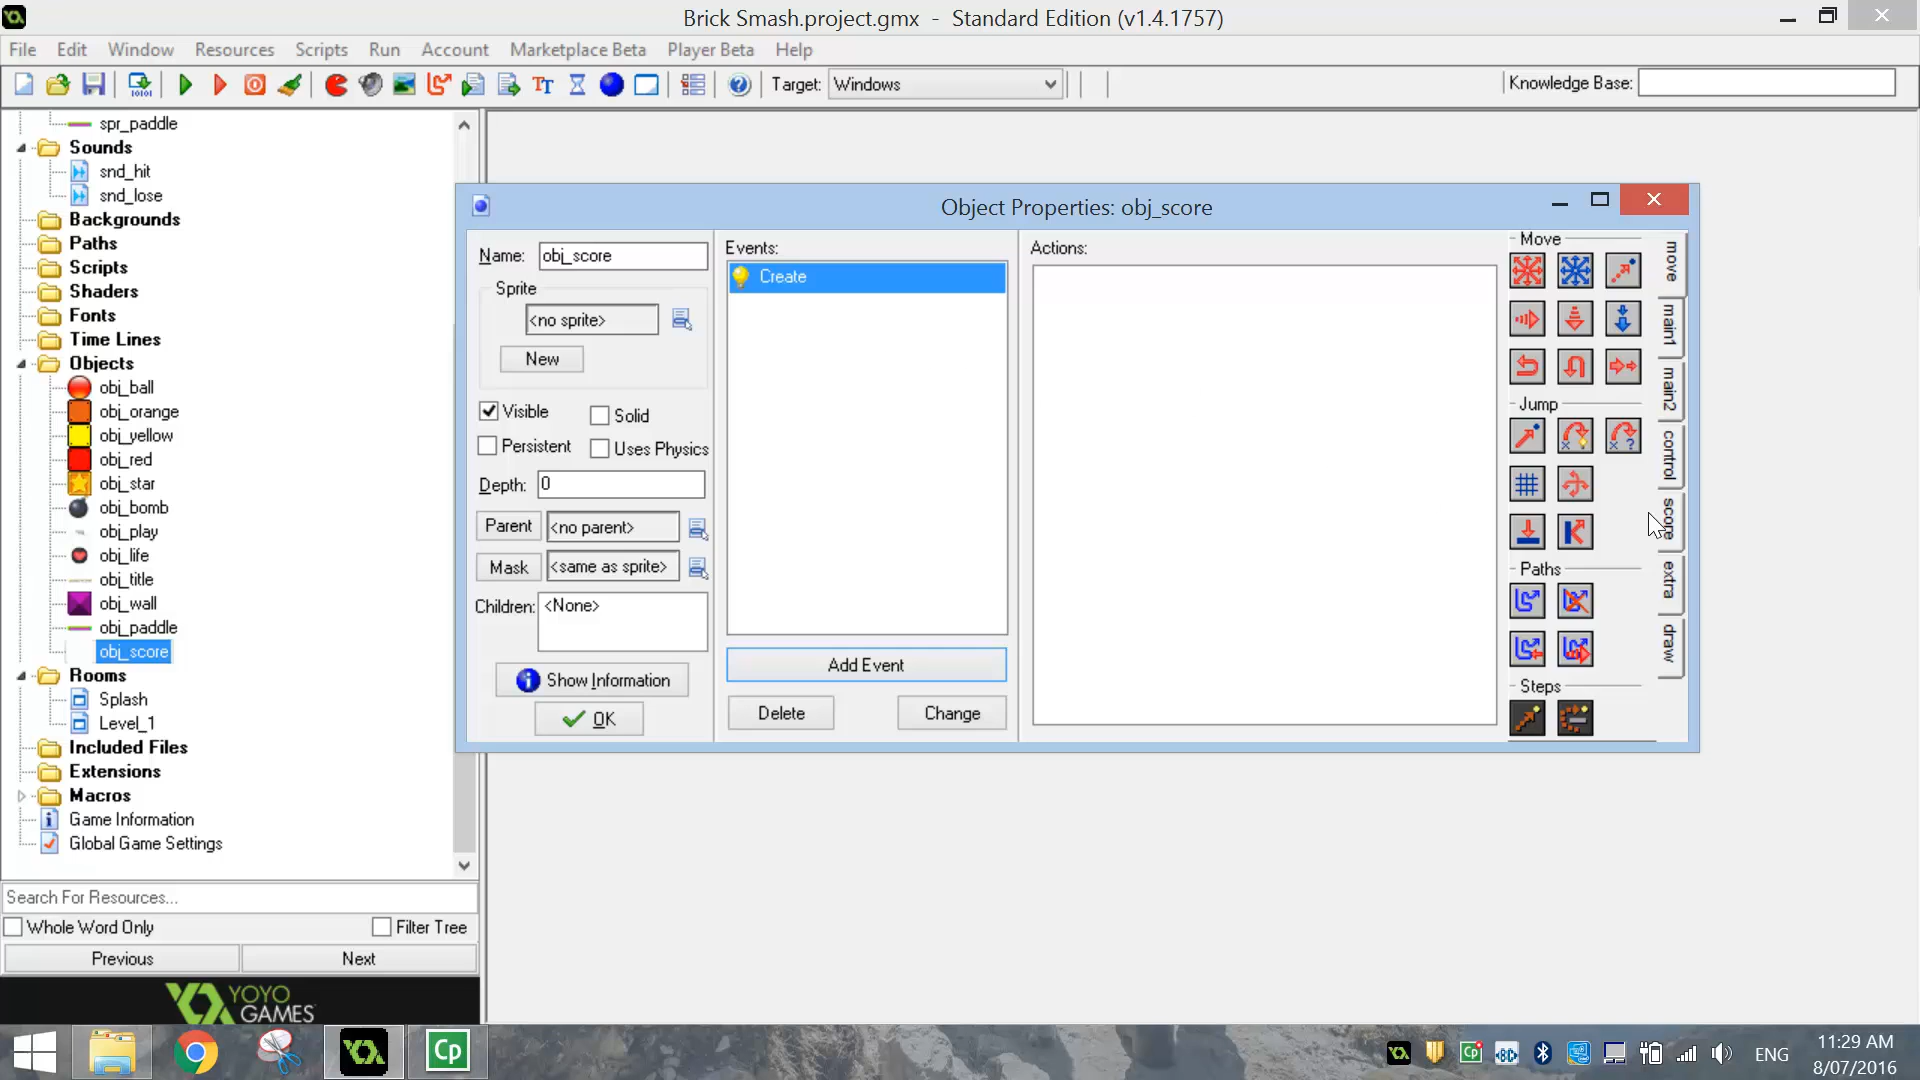 Brick Smash.project.gmx - Standard Edition (v1.4.1757)
File Edit Window Resources Scripts Run Account Marketplace Beta Player Beta Help
Target: Windows
Knowledge Base:
spr_paddle
Sounds
snd_hit
snd_lose
Backgrounds
Paths
Scripts
Shaders
Fonts
Time Lines
Objects
obj_ball
obj_orange
obj_yellow
obj_red
obj_star
obj_bomb
obj_play
obj_life
obj_title
obj_wall
obj_paddle
obj_score
Rooms
Splash
Level_1
Included Files
Extensions
Macros
Game Information
Global Game Settings
Search For Resources...
Whole Word Only
Filter Tree
Previous
Next
YOYO
GAMES
Object Properties: obj_score
Name: obj_score
Sprite
<no sprite>
New
Visible
Solid
Persistent
Uses Physics
Depth: 0
Parent <no parent>
Mask <same as sprite>
Children: <None>
Show Information
OK
Events:
Create
Add Event
Delete
Change
Actions:
Move
Jump
Paths
Steps
move
main1
main2
control
score
extra
draw
Cp
ENG
11:29 AM
8/07/2016